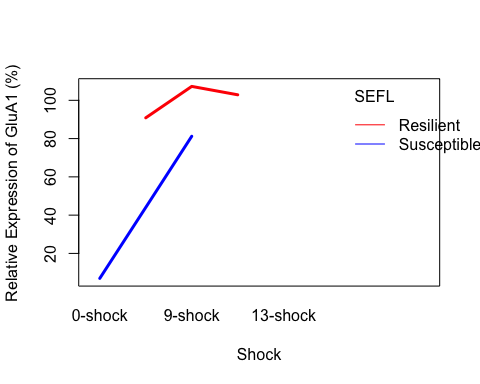 Relative Expression of GluA1 (%)
100
80
60
40
20
SEFL
Resilient
Susceptible
0-shock 9-shock 13-shock
Shock